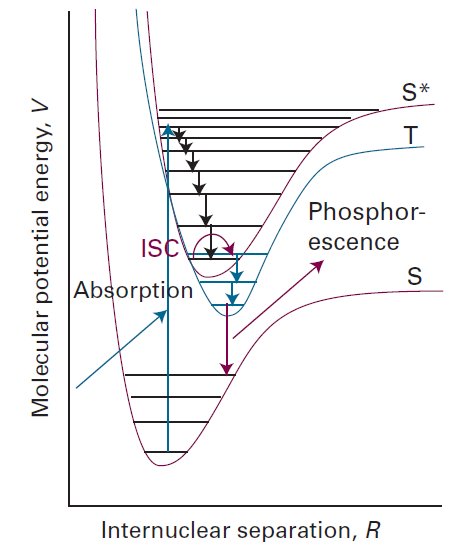 S*
T
Phosphor-
escence
ISC
S
Absorption
Molecular potential energy, V
Internuclear separation, R